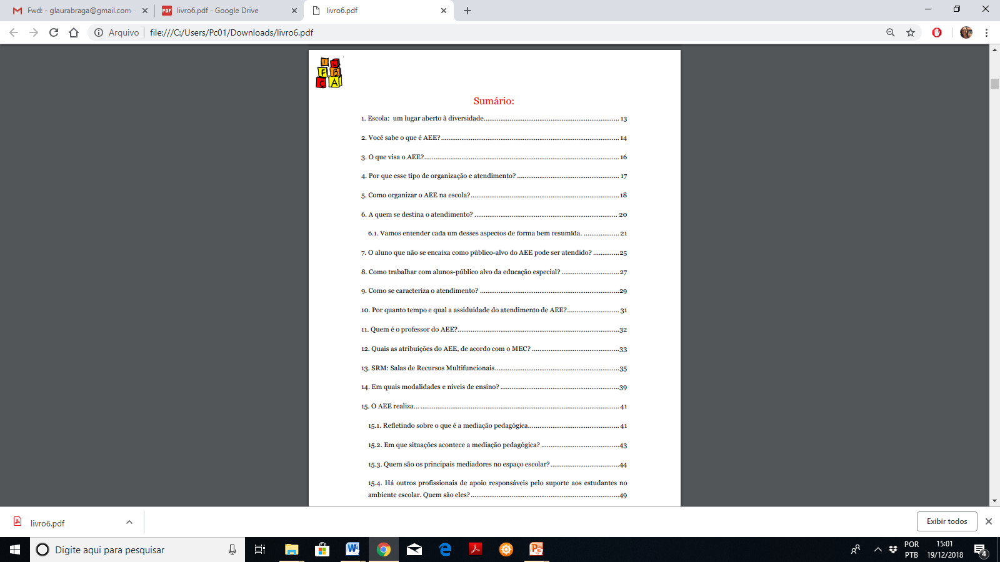 Fwd: - glaurabraga@gmail.com -
livro6.pdf - Google Drive
livro6.pdf
Arquivo
file:///C:/Users/Pc01/Downloads/livro6.pdf
PDF
I L
F B
C A
Sumário:
1. Escola: um lugar aberto à diversidade........................................................................ 13
2. Você sabe o que é AEE?............................................................................................... 14
3. O que visa o AEE?........................................................................................................ 16
4. Por que esse tipo de organização e atendimento? ...................................................... 17
5. Como organizar o AEE na escola?............................................................................... 18
6. A quem se destina o atendimento? ............................................................................ 20
6.1. Vamos entender cada um desses aspectos de forma bem resumida. ................... 21
7. O aluno que não se encaixa como público-alvo do AEE pode ser atendido? ..............25
8. Como trabalhar com alunos-público alvo da educação especial? ...............................27
9. Como se caracteriza o atendimento? ..........................................................................29
10. Por quanto tempo e qual a assiduidade do atendimento de AEE?............................ 31
11. Quem é o professor do AEE?......................................................................................32
12. Quais as atribuições do AEE, de acordo com o MEC? ...............................................33
13. SRM: Salas de Recursos Multifuncionais..................................................................35
14. Em quais modalidades e níveis de ensino? ................................................................39
15. O AEE realiza... .......................................................................................................... 41
15.1. Refletindo sobre o que é a mediação pedagógica................................................. 41
15.2. Em que situações acontece a mediação pedagógica? ..........................................43
15.3. Quem são os principais mediadores no espaço escolar?.....................................44
15.4. Há outros profissionais de apoio responsáveis pelo suporte aos estudantes no
ambiente escolar. Quem são eles?...............................................................................49
livro6.pdf
Exibir todos
Digite aqui para pesquisar
POR
PTB
15:01
19/12/2018
4